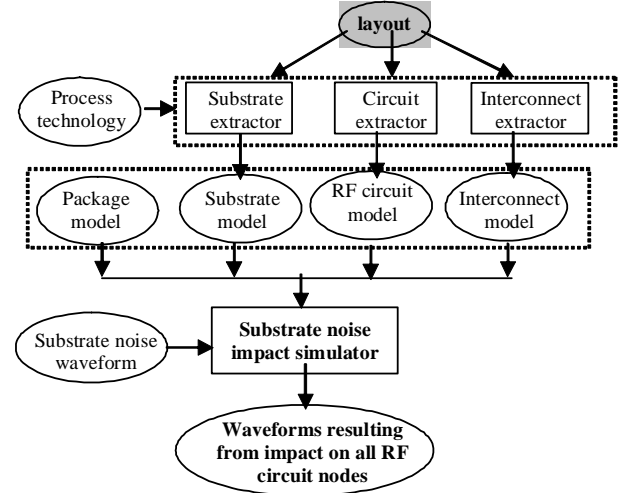 layout
Process
technology
Substrate
extractor
Circuit
extractor
Interconnect
extractor
Package
model
Substrate
model
RF circuit
model
Interconnect
model
Substrate noise
waveform
Substrate noise
impact simulator
Waveforms resulting
from impact on all RF
circuit nodes